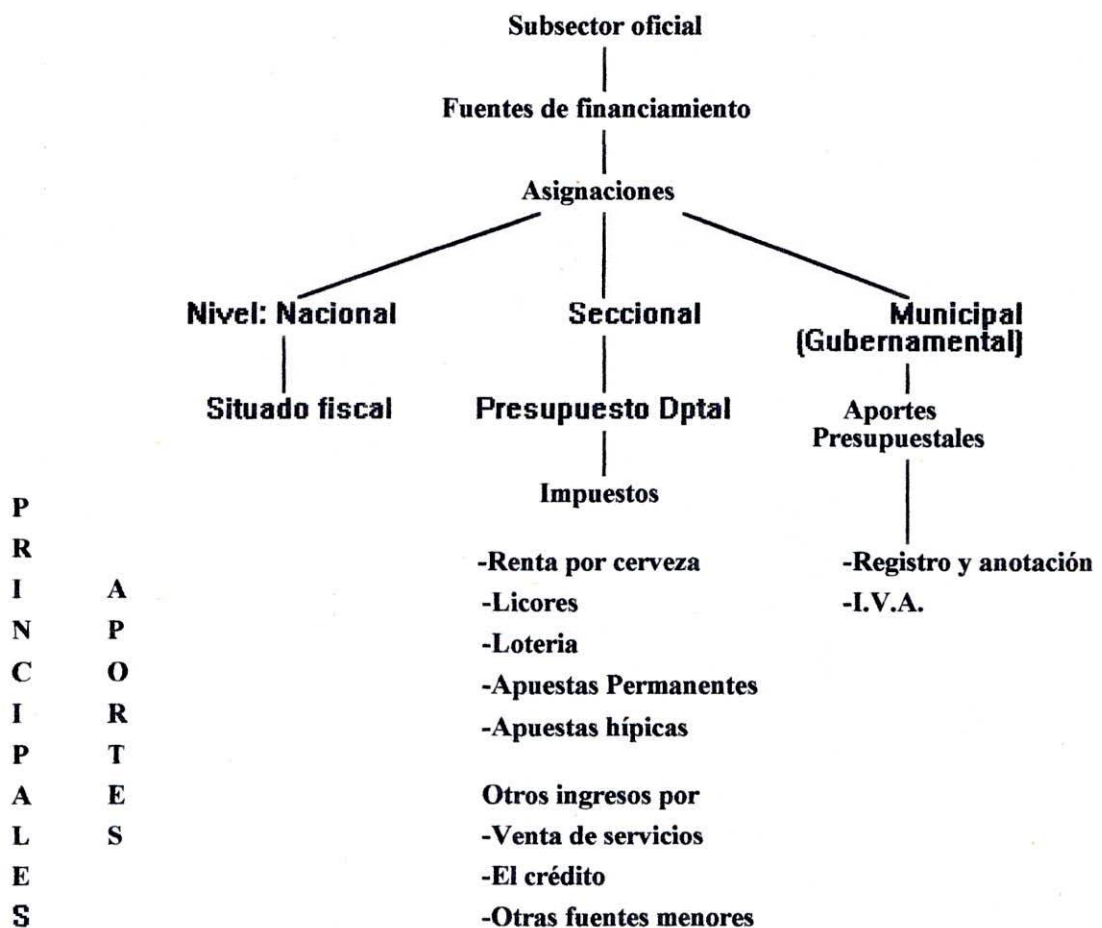 Subsector oficial
Fuentes de financiamiento
Asignaciones
Nivel: Nacional
Seccional
Municipal
(Gubernamental)
Situado fiscal
Presupuesto Dptal
Aportes
Presupuestales
Impuestos
-Renta por cerveza
-Licores
-Loteria
-Apuestas Permanentes
-Apuestas hípicas
Otros ingresos por
-Venta de servicios
-El crédito
-Otras fuentes menores
-Registro y anotación
-I.V.A.
PRINCIPALES
APORTES